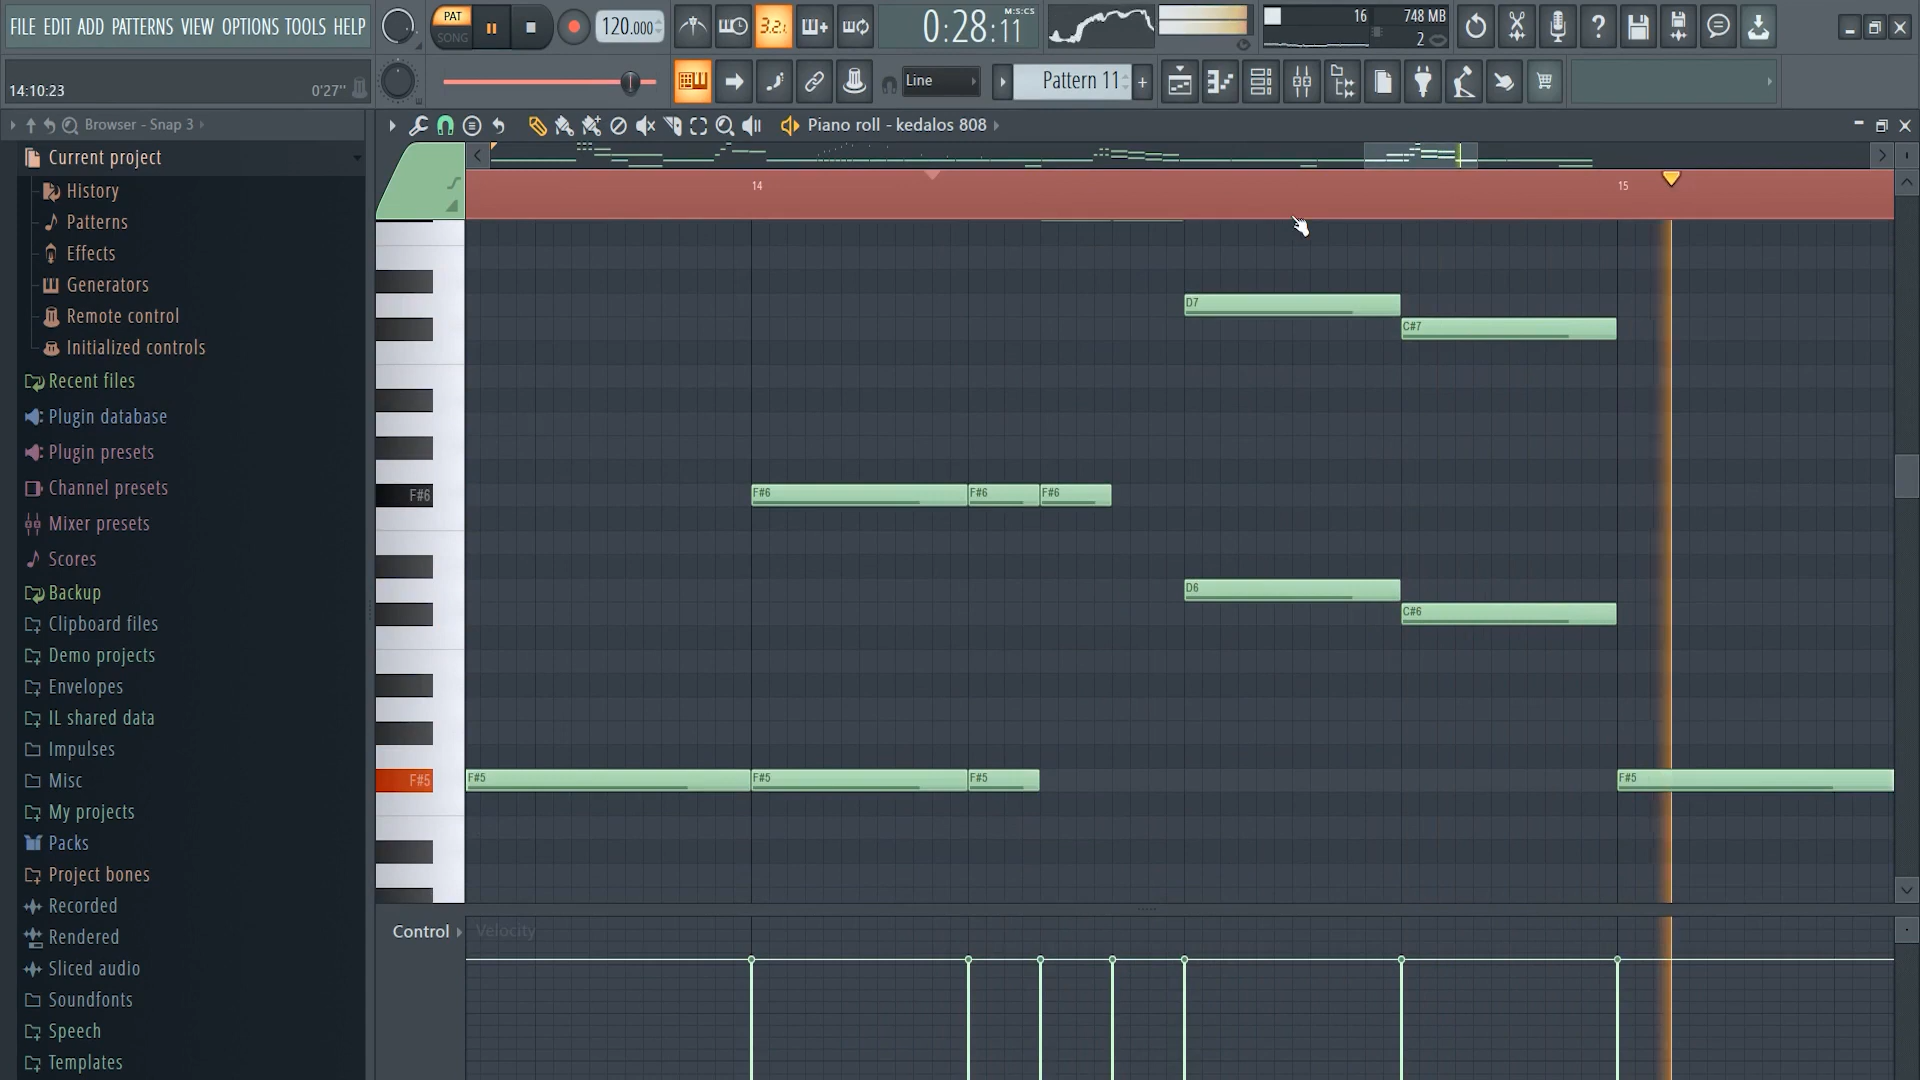 FILE EDIT ADD PATTERNS VIEW OPTIONS TOOLS HELP
PAT
SONG
120.000
3.2.
0:28:11
M:S:CS
16
748 MB
2
14:10:23
0'27"
Line
Pattern 11
Browser - Snap 3
Piano roll - kedalos 808
Current project
History
Patterns
Effects
Generators
Remote control
Initialized controls
Recent files
Plugin database
Plugin presets
Channel presets
Mixer presets
Scores
Backup
Clipboard files
Demo projects
Envelopes
IL shared data
Impulses
Misc
My projects
Packs
Project bones
Recorded
Rendered
Sliced audio
Soundfonts
Speech
Templates
14
15
D7
C#7
F#6
F#6
F#6
F#6
D6
C#6
F#5
F#5
F#5
F#5
F#5
Control
Velocity